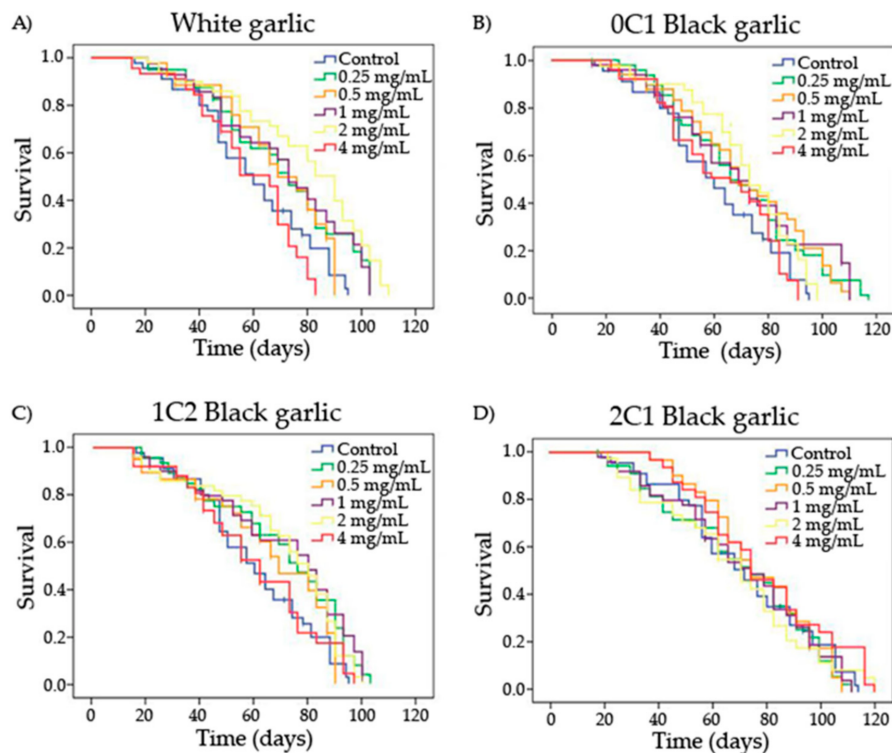 A)
White garlic
1.0
0.8
0.6
0.4
0.2
0.0
Survival
Control
0.25 mg/mL
0.5 mg/mL
1 mg/mL
2 mg/mL
4 mg/mL
0 20 40 60 80 100 120
Time (days)
B)
0C1 Black garlic
1.0
0.8
0.6
0.4
0.2
0.0
Survival
Control
0.25 mg/mL
0.5 mg/mL
1 mg/mL
2 mg/mL
4 mg/mL
0 20 40 60 80 100 120
Time (days)
C)
1C2 Black garlic
1.0
0.8
0.6
0.4
0.2
0.0
Survival
Control
0.25 mg/mL
0.5 mg/mL
1 mg/mL
2 mg/mL
4 mg/mL
0 20 40 60 80 100 120
Time (days)
D)
2C1 Black garlic
1.0
0.8
0.6
0.4
0.2
0.0
Survival
Control
0.25 mg/mL
0.5 mg/mL
1 mg/mL
2 mg/mL
4 mg/mL
0 20 40 60 80 100 120
Time (days)